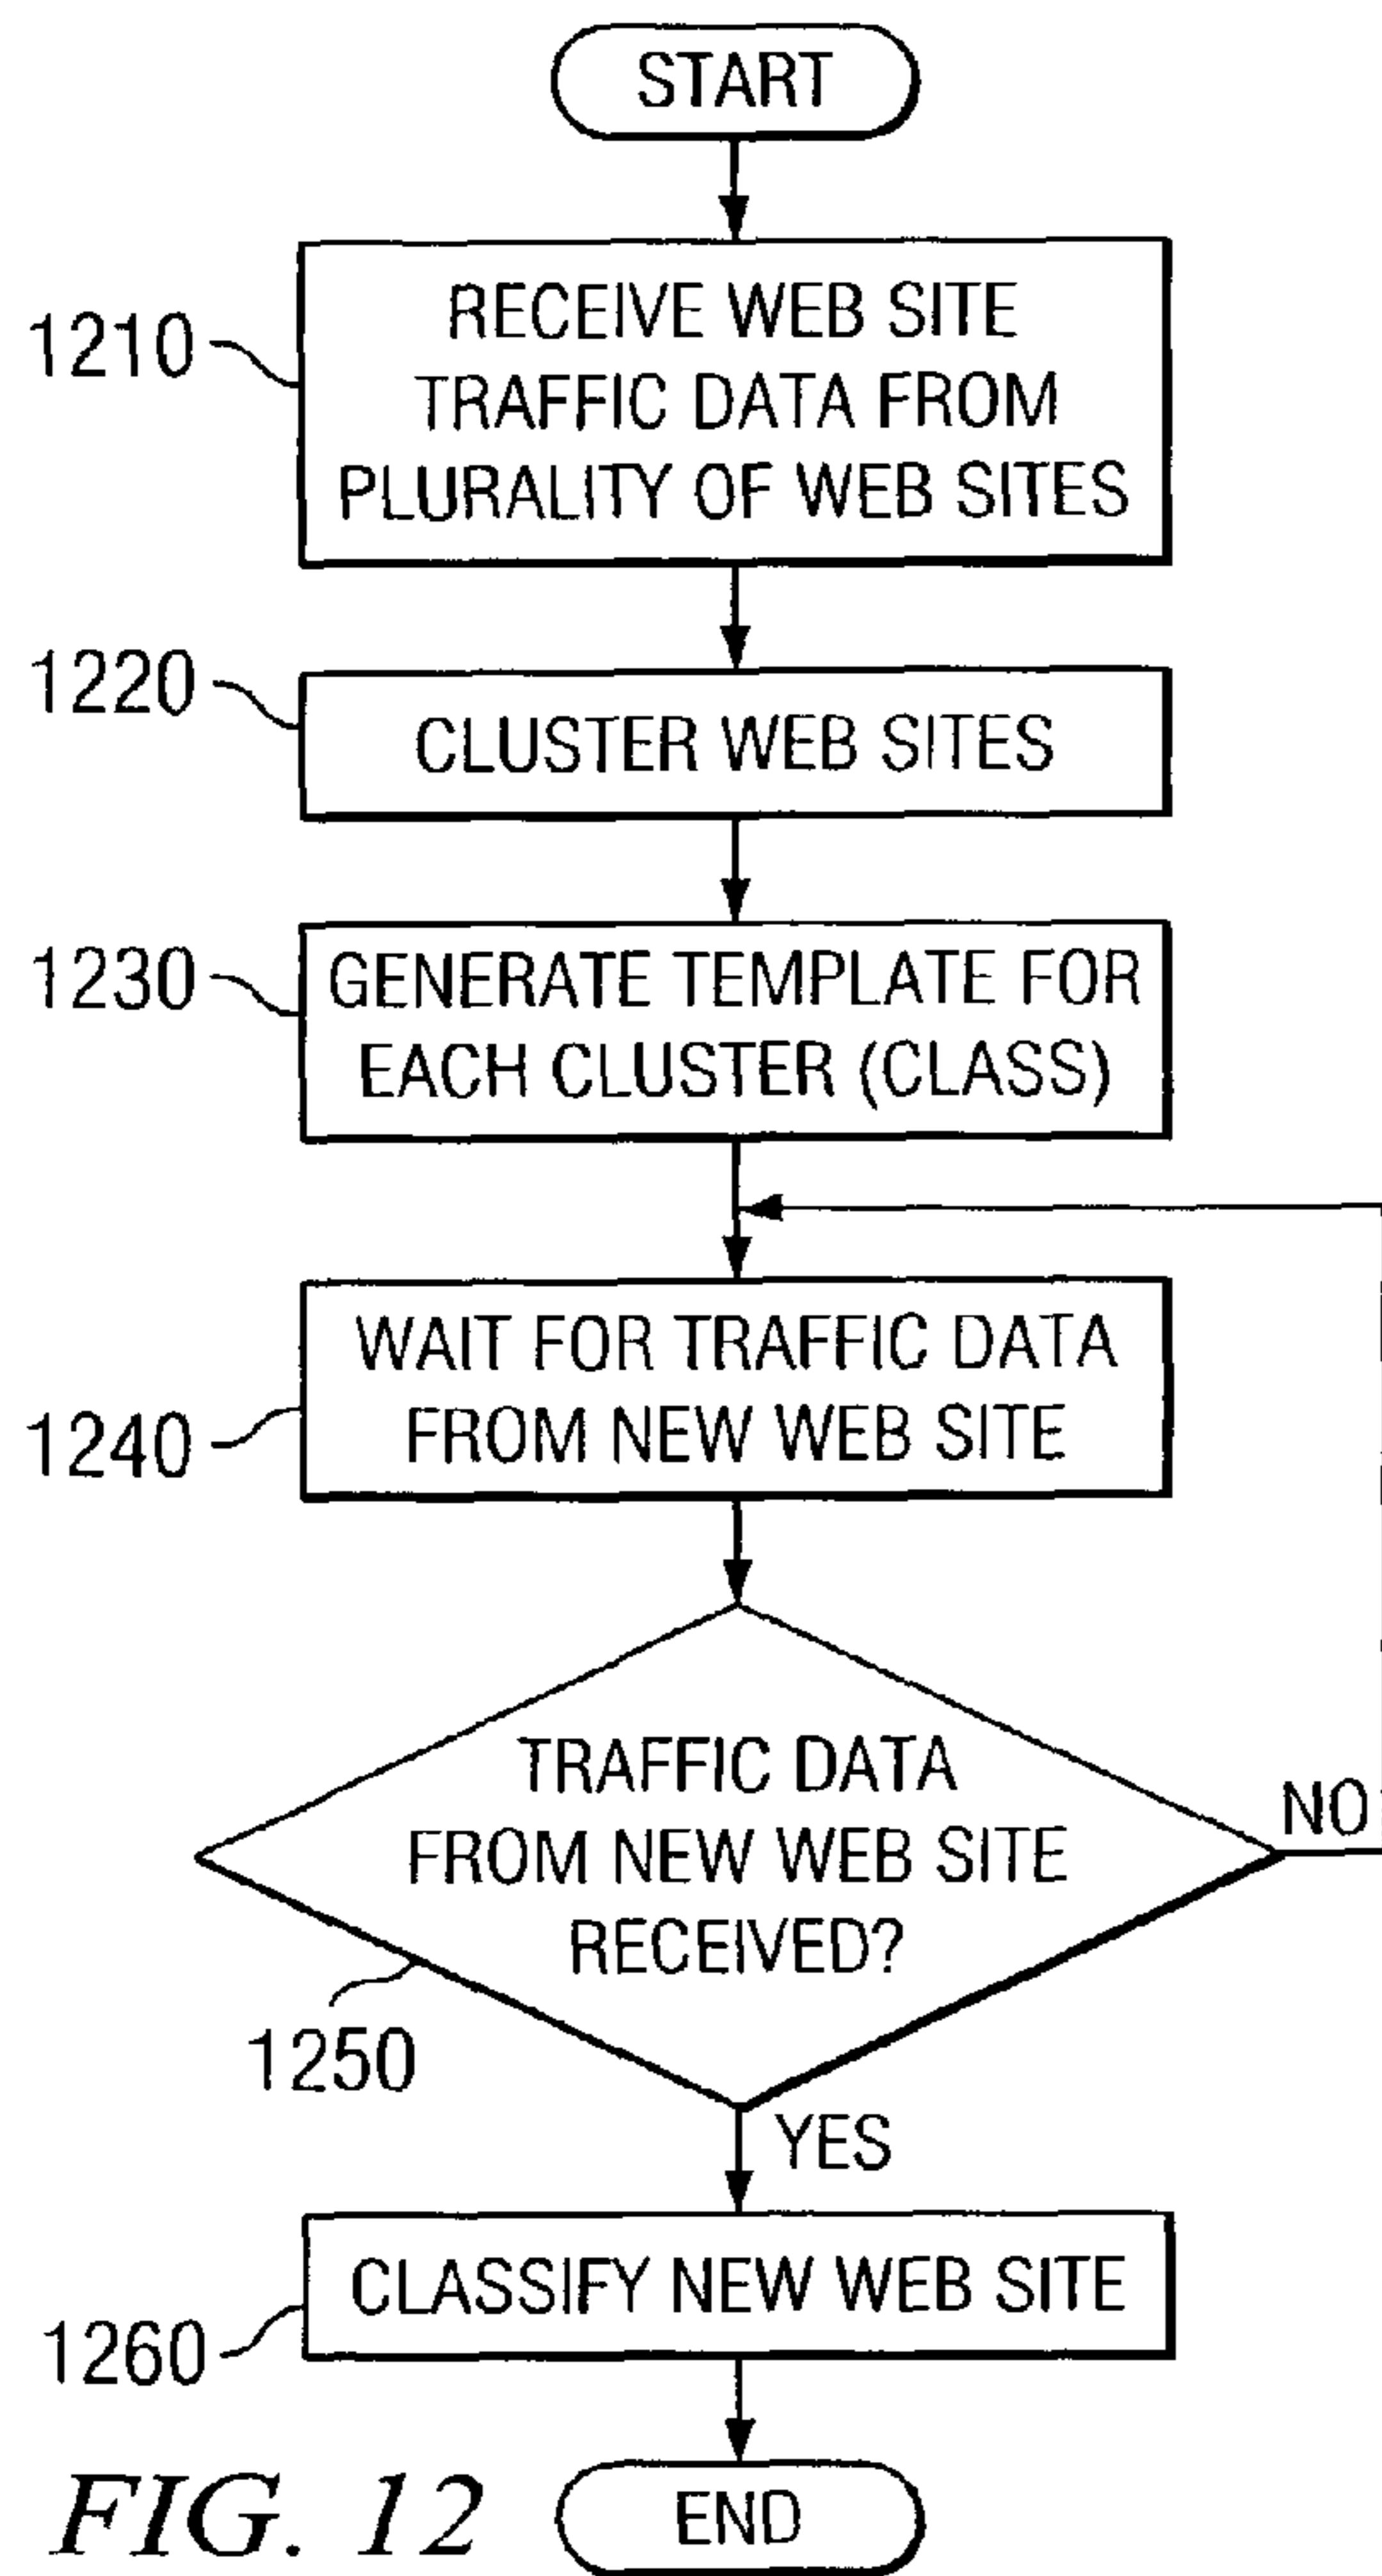 START
1210
RECEIVE WEB SITE
TRAFFIC DATA FROM
PLURALITY OF WEB SITES
1220
CLUSTER WEB SITES
1230
GENERATE TEMPLATE FOR
EACH CLUSTER (CLASS)
1240
WAIT FOR TRAFFIC DATA
FROM NEW WEB SITE
TRAFFIC DATA
FROM NEW WEB SITE
RECEIVED?
NO
1250
YES
1260
CLASSIFY NEW WEB SITE
FIG. 12
END